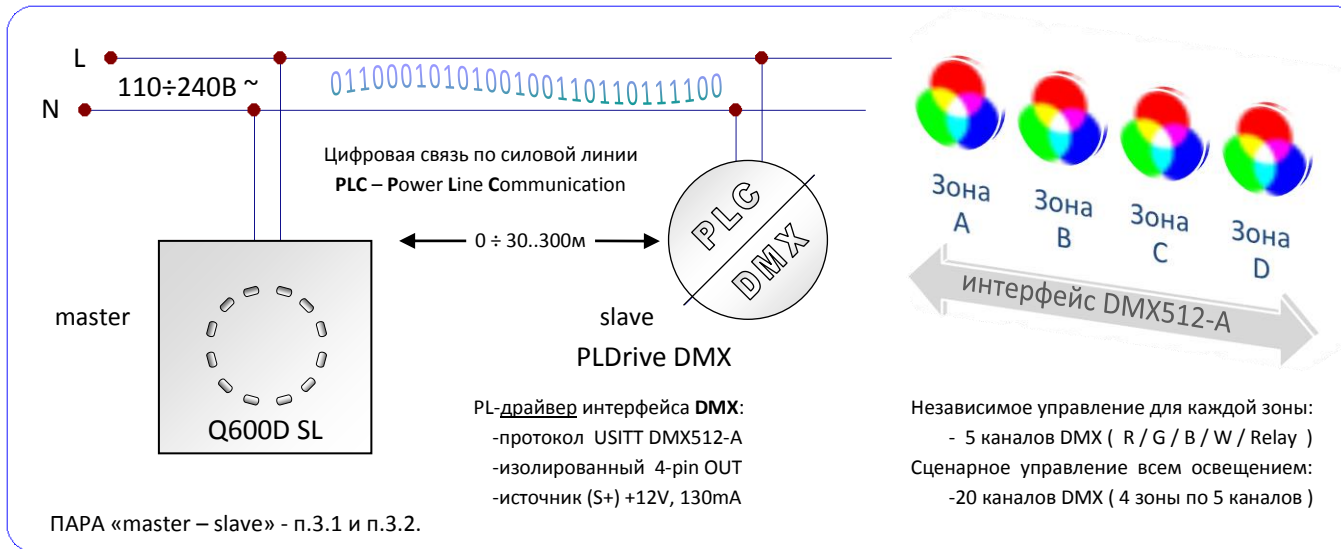 L
110÷240В ~
011000101010010011011011100
N
Цифровая связь по силовой линии
PLC – Power Line Communication
0 ÷ 30..300м
master
Q600D SL
PLC
DMX
slave
PLDrive DMX
Зона
A
Зона
B
Зона
C
Зона
D
интерфейс DMX512-A
PL-драйвер интерфейса DMX:
-протокол USITT DMX512-A
-изолированный 4-pin OUT
-источник (S+) +12V, 130mA
Независимое управление для каждой зоны:
- 5 каналов DMX ( R / G / B / W / Relay )
Сценарное управление всем освещением:
-20 каналов DMX ( 4 зоны по 5 каналов )
ПАРА «master – slave» - п.3.1 и п.3.2.